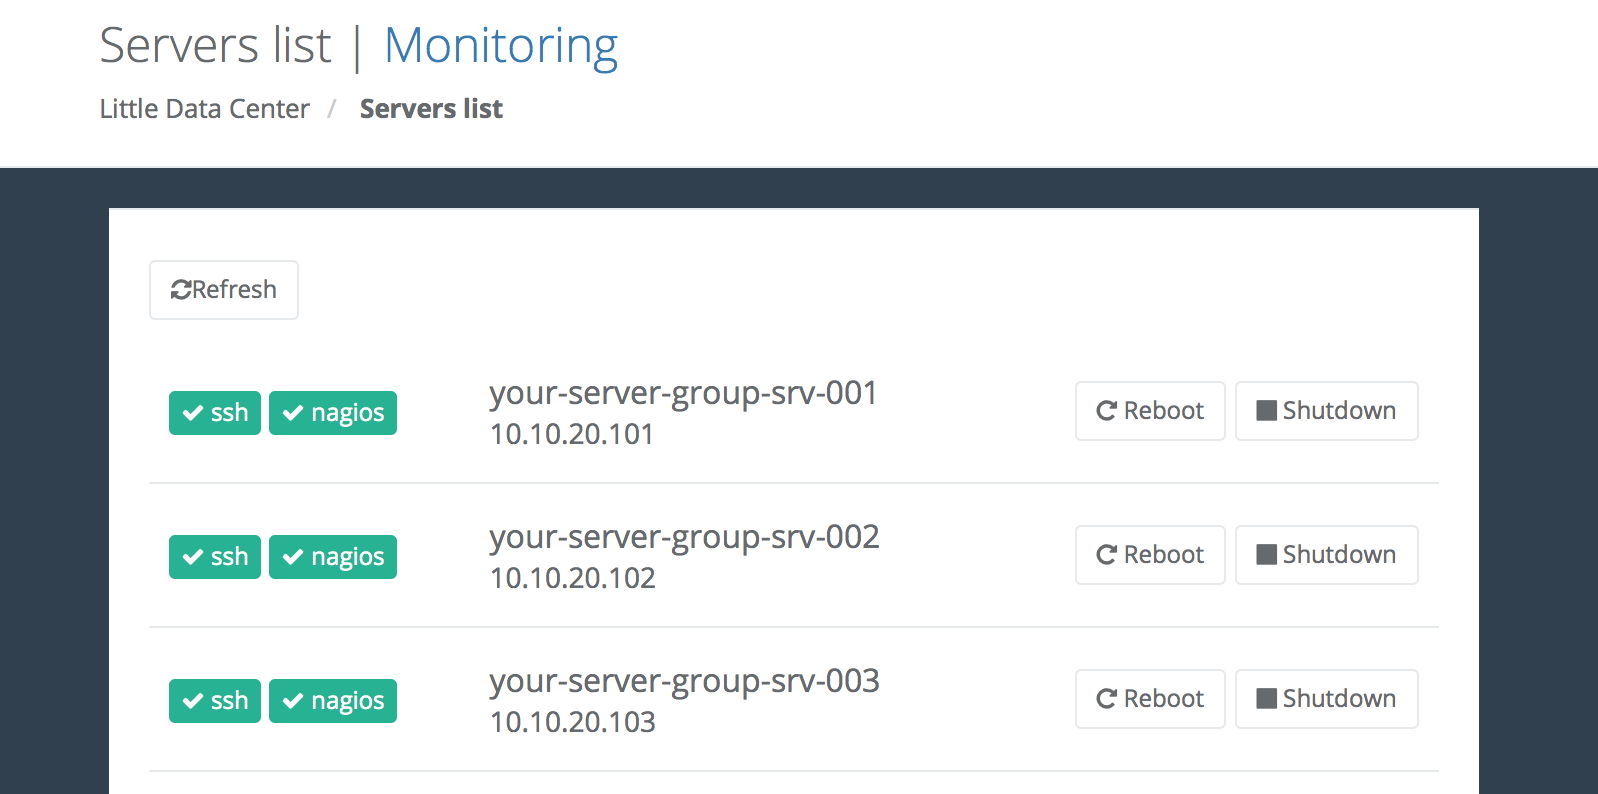 Servers list | Monitoring
Little Data Center / Servers list
Refresh
ssh nagios your-server-group-srv-001 Reboot Shutdown
10.10.20.101
ssh nagios your-server-group-srv-002 Reboot Shutdown
10.10.20.102
ssh nagios your-server-group-srv-003 Reboot Shutdown
10.10.20.103